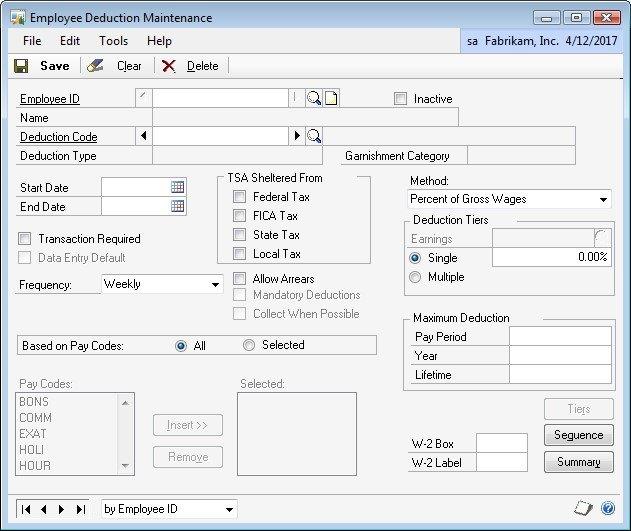 Employee Deduction Maintenance
File Edit Tools Help sa Fabrikam, Inc. 4/12/2017
Save Clear Delete
Employee ID Inactive
Name
Deduction Code
Deduction Type Garnishment Category
Start Date
End Date
Transaction Required
Data Entry Default
Frequency: Weekly
TSA Sheltered From
Federal Tax
FICA Tax
State Tax
Local Tax
Allow Arrears
Mandatory Deductions
Collect When Possible
Method:
Percent of Gross Wages
Deduction Tiers
Earnings
Single 0.00%
Multiple
Based on Pay Codes: All Selected
Maximum Deduction
Pay Period
Year
Lifetime
Pay Codes:
BONS
COMM
EXAT
HOLI
HOUR
Insert >>
Remove
Selected:
W-2 Box
W-2 Label
Tiers
Sequence
Summary
by Employee ID